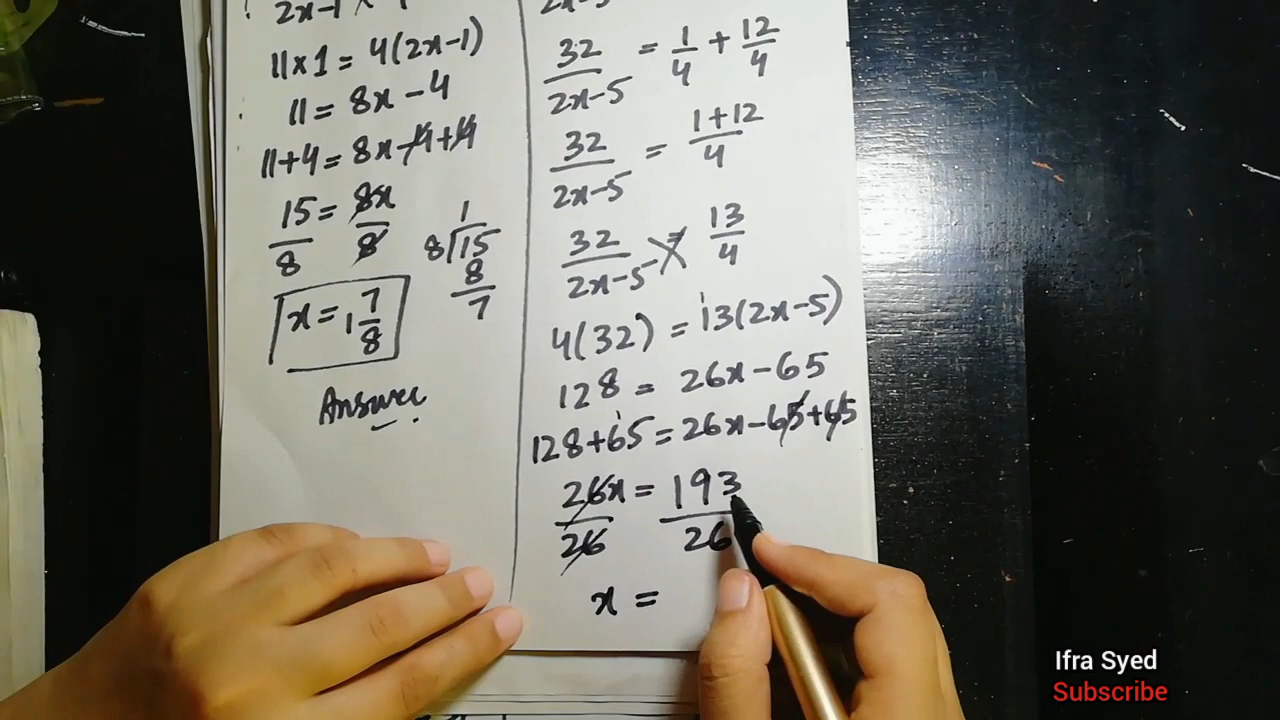 2x-1
11×1 = 4(2x-1)
11 = 8x - 4
11+4 = 8x-4+4
15/8 = 8x/8
x = 1 7/8
1
8√15
8
7
Answer
32/2x-5 = 1/4 + 12/4
32/2x-5 = 1+12/4
32/2x-5 = 13/4
4(32) = 13(2x-5)
128 = 26x-65
128+65 = 26x-65+65
26x/26 = 193/26
x =
Ifra Syed
Subscribe